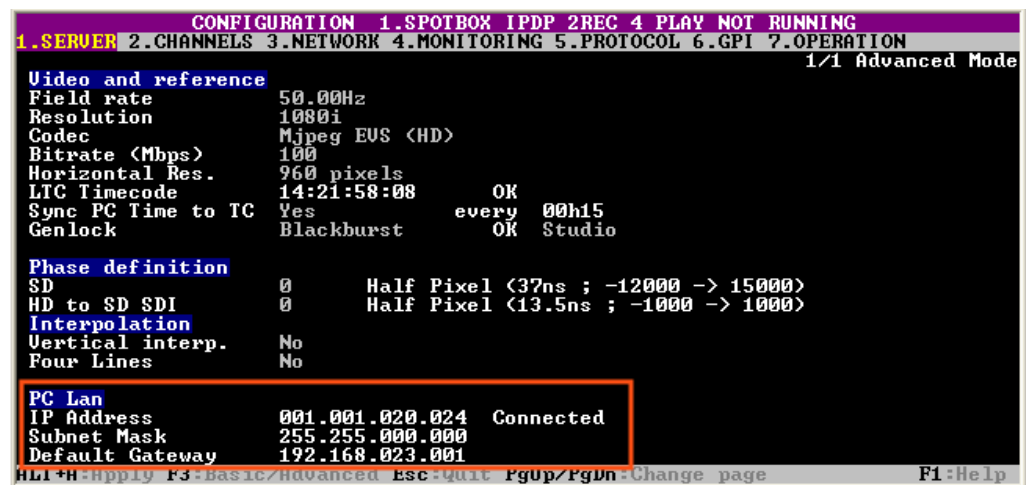 CONFIGURATION 1.SPOTBOX IPDP 2REC 4 PLAY NOT RUNNING
1.SERVER 2.CHANNELS 3.NETWORK 4.MONITORING 5.PROTOCOL 6.GPI 7.OPERATION
1/1 Advanced Mode
Video and reference
Field rate 50.00Hz
Resolution 1080i
Codec Mjpeg EVS (HD)
Bitrate (Mbps) 100
Horizontal Res. 960 pixels
LTC Timecode 14:21:58:08 OK
Sync PC Time to TC Yes every 00h15
Genlock Blackburst OK Studio
Phase definition
SD 0 Half Pixel (37ns ; -12000 -> 15000)
HD to SD SDI 0 Half Pixel (13.5ns ; -1000 -> 1000)
Interpolation
Vertical interp. No
Four Lines No
PC Lan
IP Address 001.001.020.024 Connected
Subnet Mask 255.255.000.000
Default Gateway 192.168.023.001
ALT+A:Apply F3:Basic/Advanced Esc:Quit PgUp/PgDn:Change page F1:Help